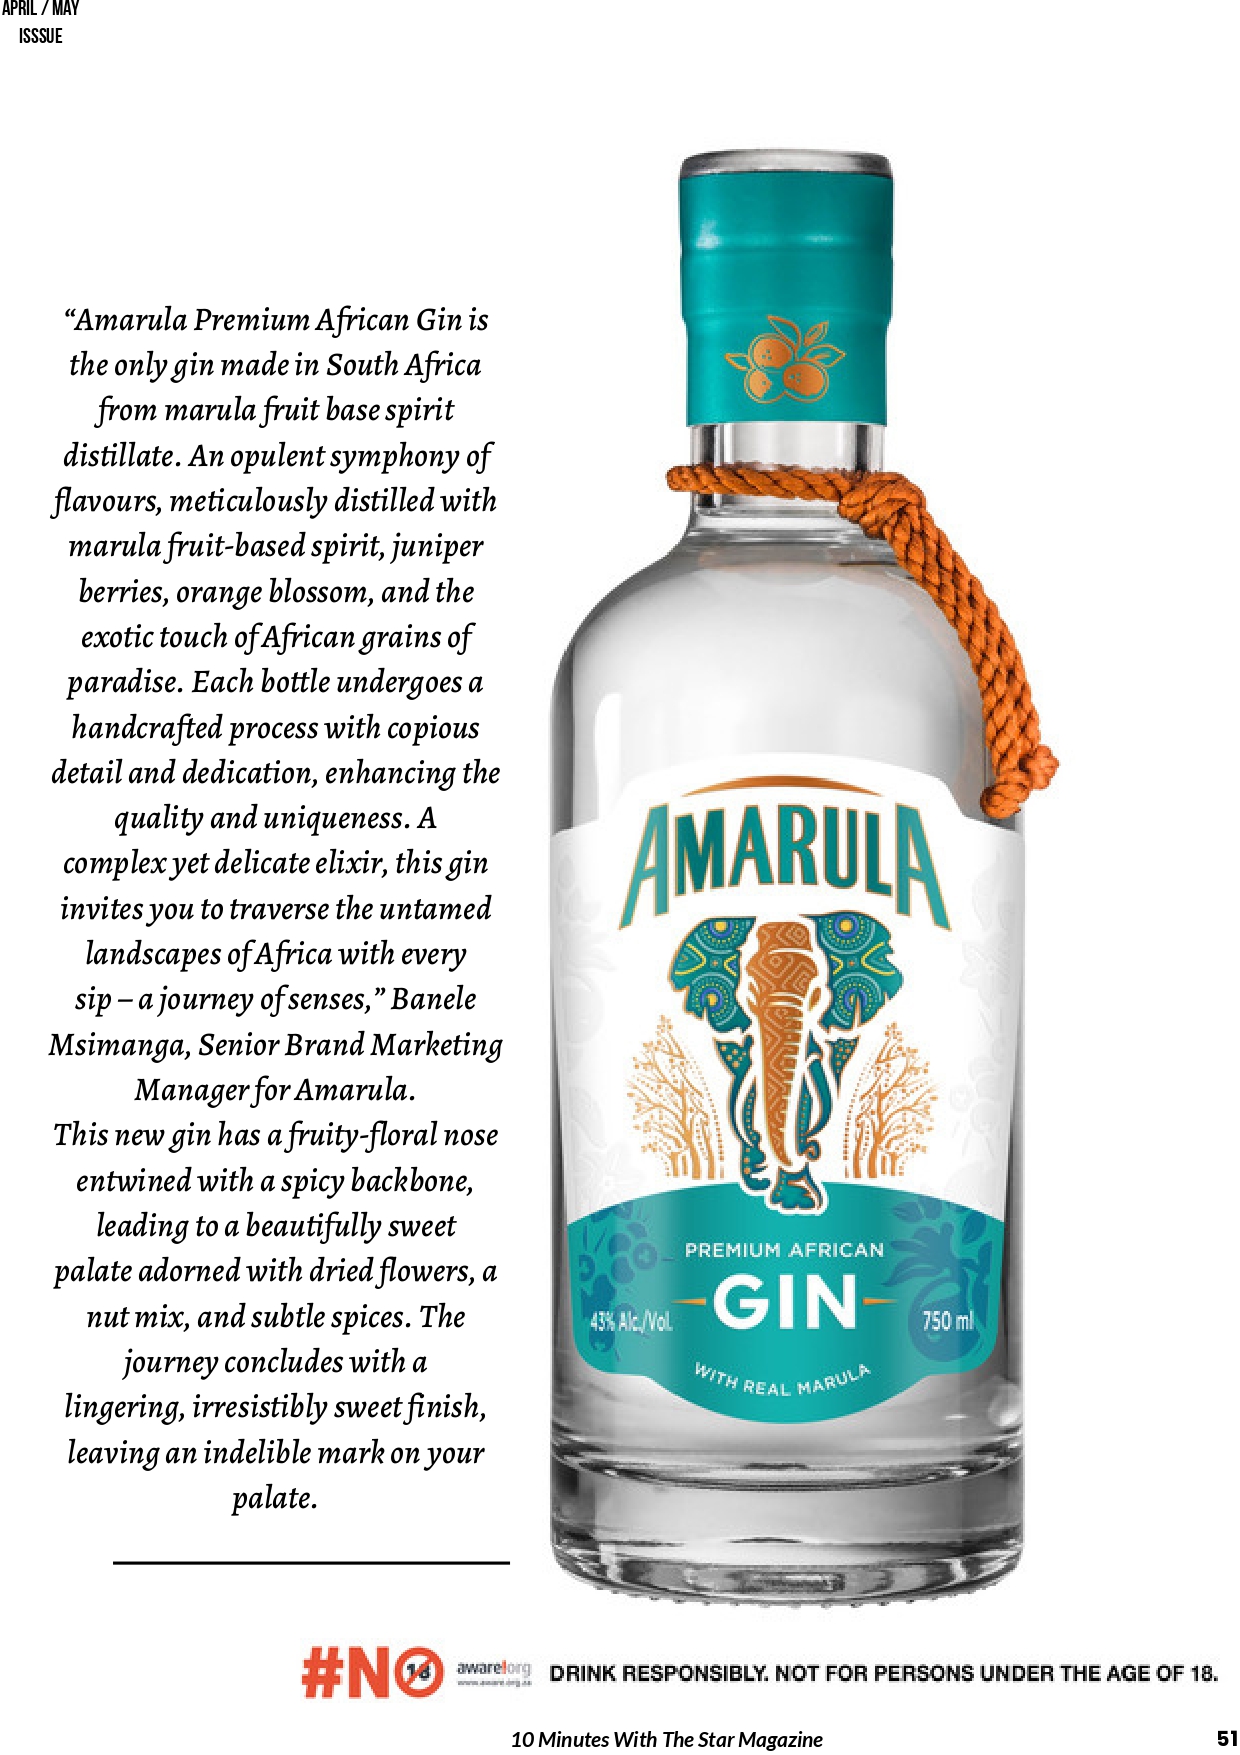 APRIL / MAY
ISSSUE
“Amarula Premium African Gin is
the only gin made in South Africa
from marula fruit base spirit
distillate. An opulent symphony of
flavours, meticulously distilled with
marula fruit-based spirit, juniper
berries, orange blossom, and the
exotic touch of African grains of
paradise. Each bottle undergoes a
handcrafted process with copious
detail and dedication, enhancing the
quality and uniqueness. A
complex yet delicate elixir, this gin
invites you to traverse the untamed
landscapes of Africa with every
sip – a journey of senses,” Banele
Msimanga, Senior Brand Marketing
Manager for Amarula.
This new gin has a fruity-floral nose
entwined with a spicy backbone,
leading to a beautifully sweet
palate adorned with dried flowers, a
nut mix, and subtle spices. The
journey concludes with a
lingering, irresistibly sweet finish,
leaving an indelible mark on your
palate.
AMARULA
PREMIUM AFRICAN
GIN
43% Alc./Vol.
750 ml
WITH REAL MARULA
#NO
18
aware!org
www.aware.org.za
DRINK RESPONSIBLY. NOT FOR PERSONS UNDER THE AGE OF 18.
10 Minutes With The Star Magazine
51